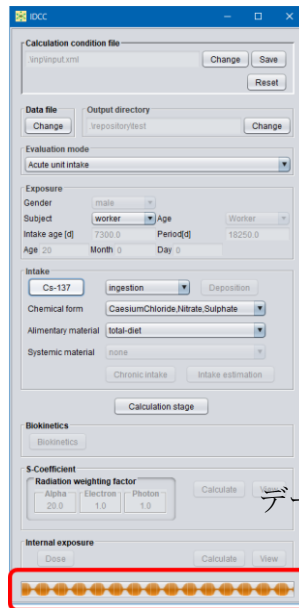 IDCC
Calculation condition file
.\inp\input.xml
Change Save
Reset
Data file Output directory
Change .\repository\test Change
Evaluation mode
Acute unit intake
Exposure
Gender male
Subject worker Age Worker
Intake age [d] 7300.0 Period[d] 18250.0
Age 20 Month 0 Day 0
Intake
Cs-137 ingestion Deposition
Chemical form CaesiumChloride,Nitrate,Sulphate
Alimentary material total-diet
Systemic material none
Chronic intake Intake estimation
Calculation stage
Biokinetics
Biokinetics
S-Coefficient
Radiation weighting factor
Alpha Electron Photon
20.0 1.0 1.0
Calculate View
デー
Internal exposure
Dose Calculate View